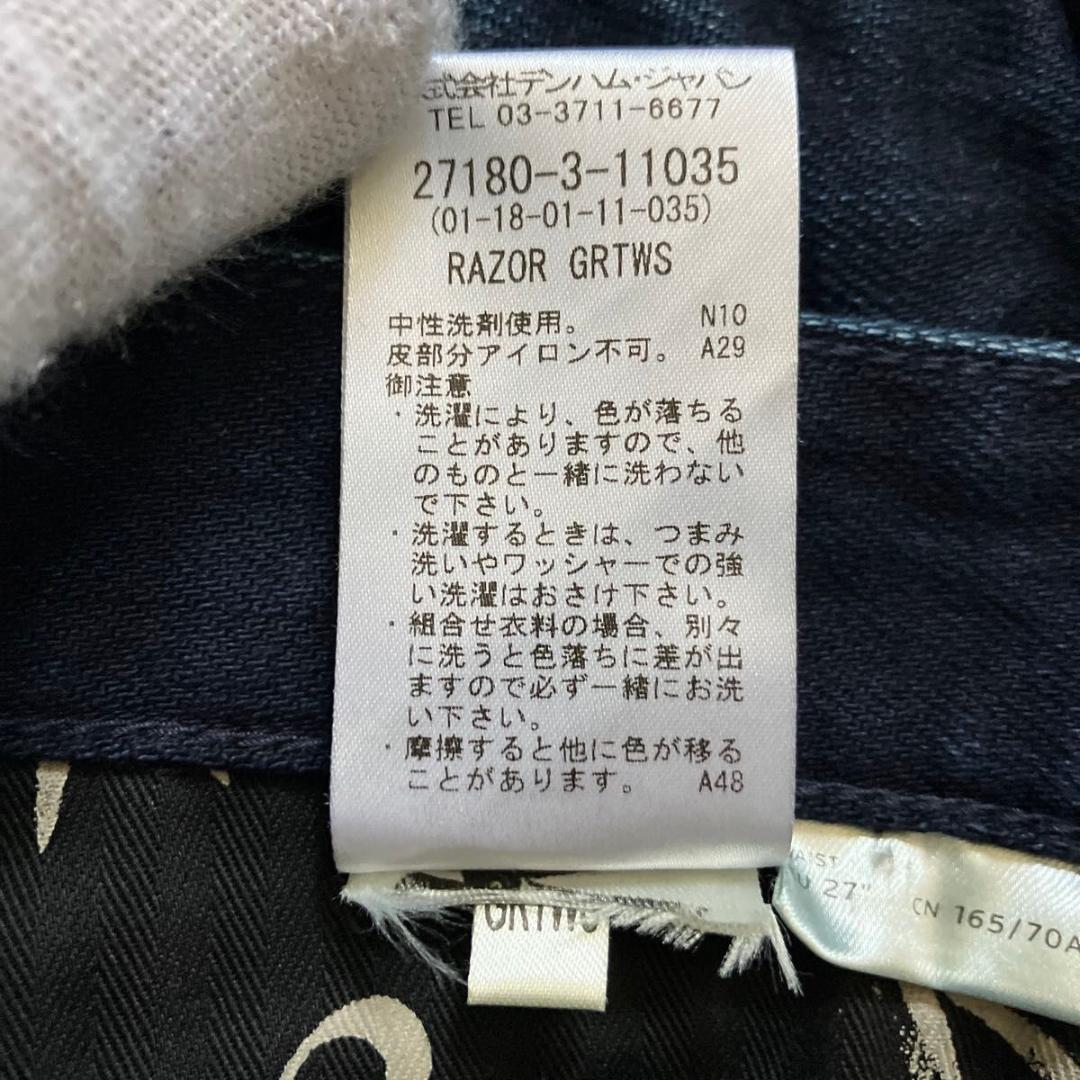 式会社デンハム・ジャパン
TEL 03-3711-6677
27180-3-11035
(01-18-01-11-035)
RAZOR GRTWS
中性洗剤使用。 N10
皮部分アイロン不可。 A29
御注意
・洗濯により、色が落ちる
ことがありますので、他
のものと一緒に洗わない
で下さい。
・洗濯するときは、つまみ
洗いやワッシャーでの強
い洗濯はおさけ下さい。
・組合せ衣料の場合、別々
に洗うと色落ちに差が出
ますので必ず一緒にお洗
い下さい。
・摩擦すると他に色が移る
ことがあります。 A48
GRTWS
27"
CN 165/70A